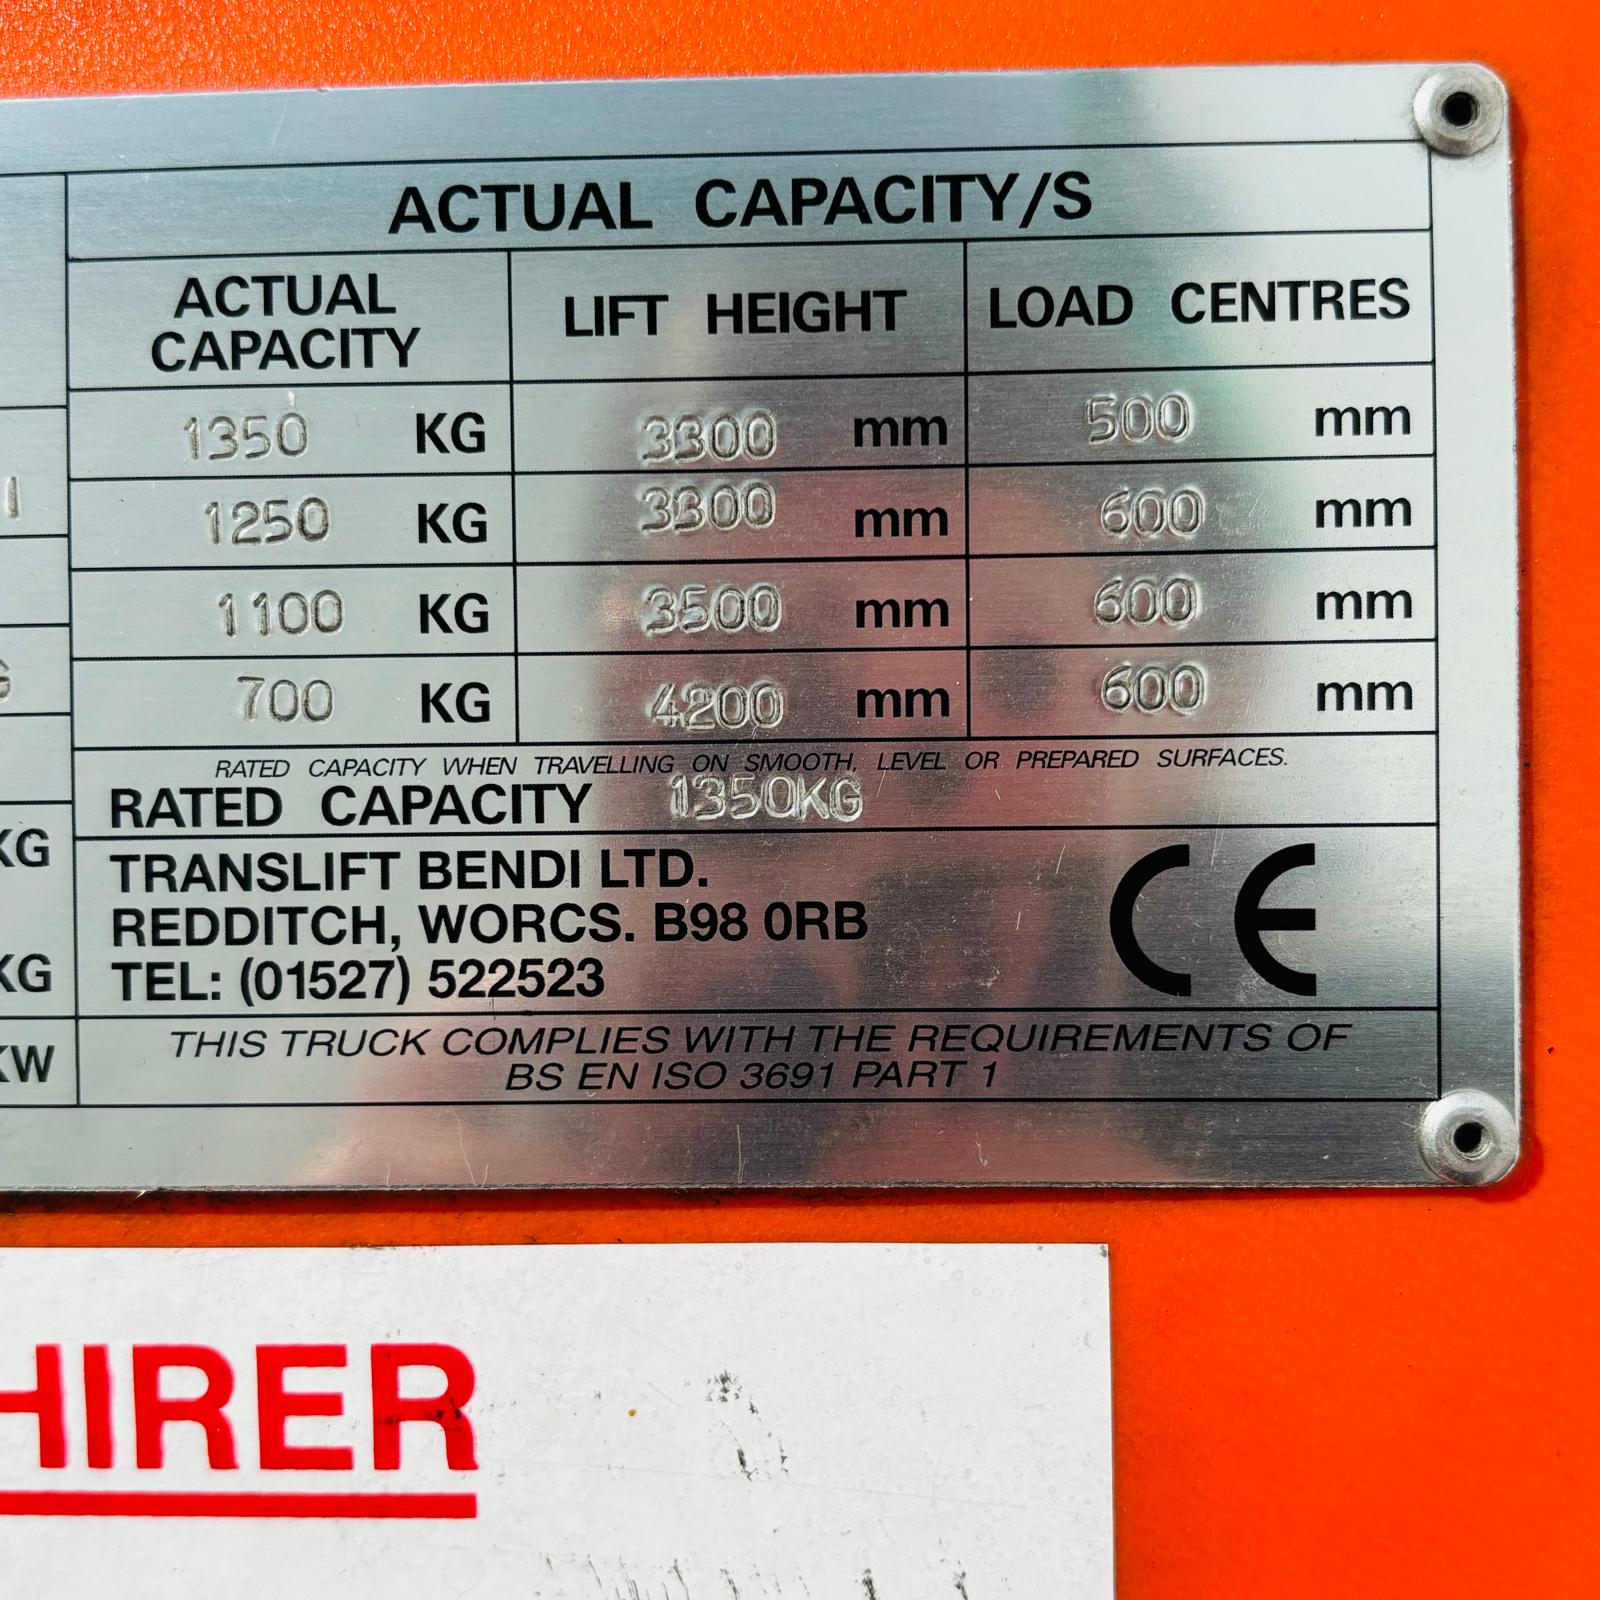 ACTUAL CAPACITY/S
ACTUAL CAPACITY LIFT HEIGHT LOAD CENTRES
1350 KG 3300 mm 500 mm
I
1250 KG 3300 mm 600 mm
1100 KG 3500 mm 600 mm
G
700 KG 4200 mm 600 mm
RATED CAPACITY WHEN TRAVELLING ON SMOOTH, LEVEL OR PREPARED SURFACES.
RATED CAPACITY 1350KG
KG
TRANSLIFT BENDI LTD.
REDDITCH, WORCS. B98 0RB
KG
TEL: (01527) 522523
CE
KW
THIS TRUCK COMPLIES WITH THE REQUIREMENTS OF
BS EN ISO 3691 PART 1
HIRER